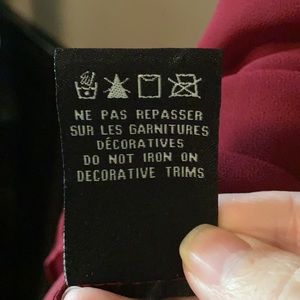 NE PAS REPASSER
SUR LES GARNITURES
DÉCORATIVES
DO NOT IRON ON
DECORATIVE TRIMS